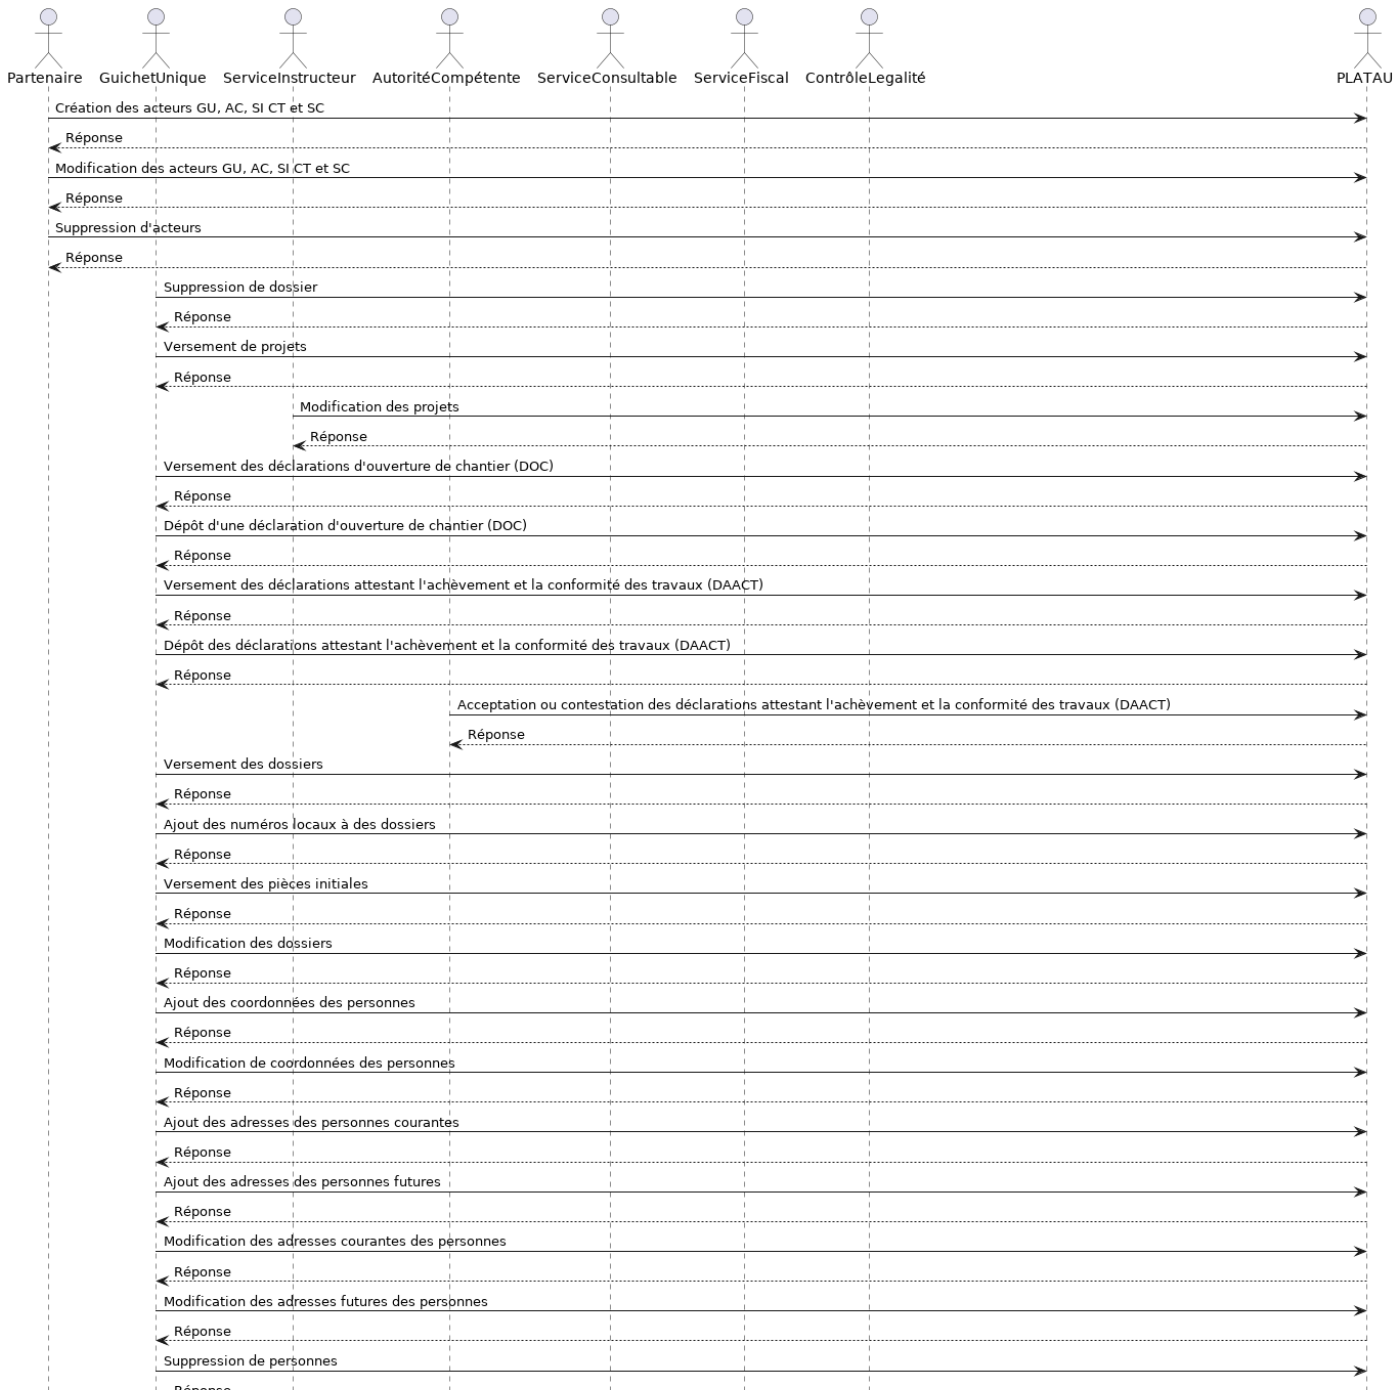 Partenaire GuichetUnique ServiceInstructeur AutoritéCompétente ServiceConsultable ServiceFiscal ContrôleLegalité PLATAU
Création des acteurs GU, AC, SI CT et SC
Réponse
Modification des acteurs GU, AC, SI CT et SC
Réponse
Suppression d'acteurs
Réponse
Suppression de dossier
Réponse
Versement de projets
Réponse
Modification des projets
Réponse
Versement des déclarations d'ouverture de chantier (DOC)
Réponse
Dépôt d'une déclaration d'ouverture de chantier (DOC)
Réponse
Versement des déclarations attestant l'achèvement et la conformité des travaux (DAACT)
Réponse
Dépôt des déclarations attestant l'achèvement et la conformité des travaux (DAACT)
Réponse
Acceptation ou contestation des déclarations attestant l'achèvement et la conformité des travaux (DAACT)
Réponse
Versement des dossiers
Réponse
Ajout des numéros locaux à des dossiers
Réponse
Versement des pièces initiales
Réponse
Modification des dossiers
Réponse
Ajout des coordonnées des personnes
Réponse
Modification de coordonnées des personnes
Réponse
Ajout des adresses des personnes courantes
Réponse
Ajout des adresses des personnes futures
Réponse
Modification des adresses courantes des personnes
Réponse
Modification des adresses futures des personnes
Réponse
Suppression de personnes
Réponse